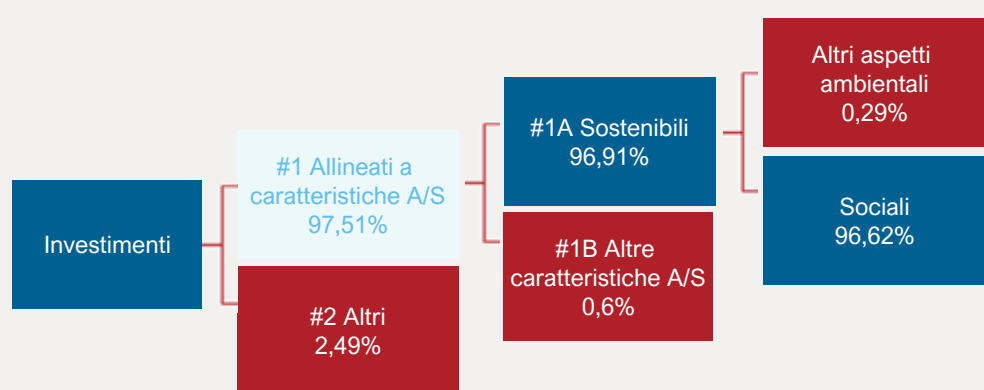 Investimenti
#1 Allineati a
caratteristiche A/S
97,51%
#2 Altri
2,49%
#1A Sostenibili
96,91%
#1B Altre
caratteristiche A/S
0,6%
Altri aspetti
ambientali
0,29%
Sociali
96,62%